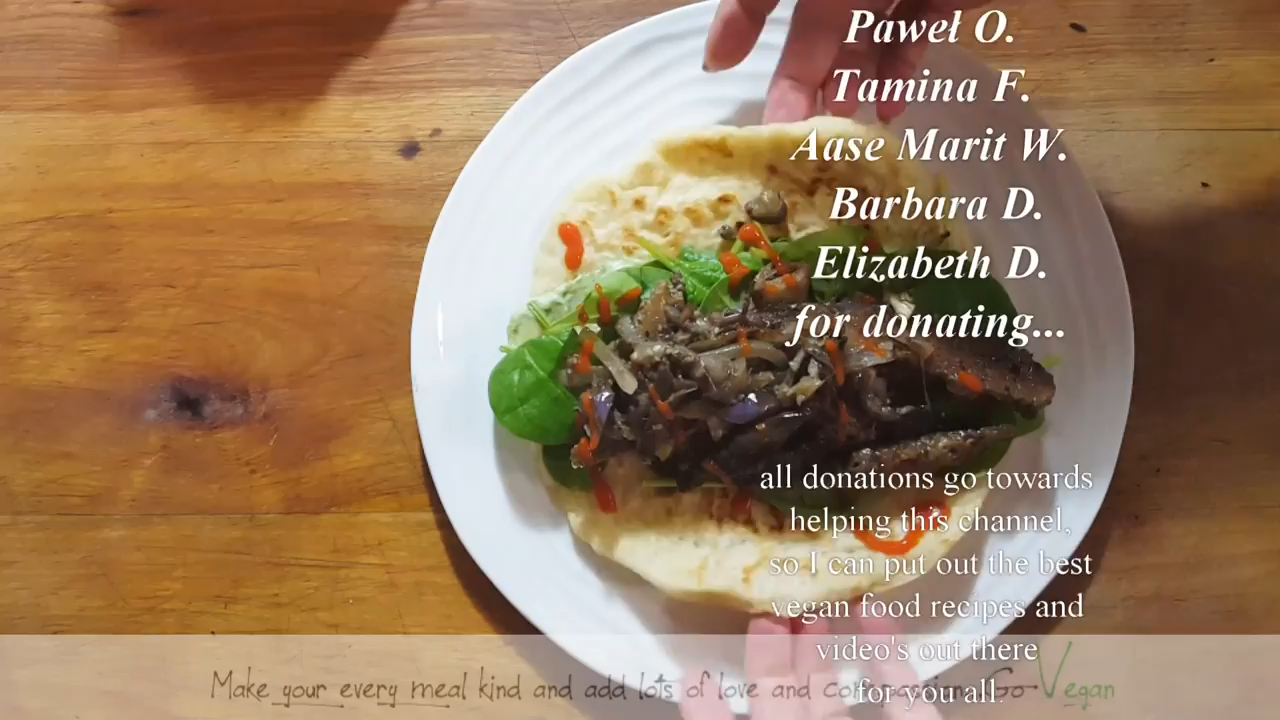 Paweł O.
Tamina F.
Aase Marit W.
Barbara D.
Elizabeth D.
for donating...
all donations go towards
helping this channel,
so I can put out the best
vegan food recipes and
video's out there
for you all.
Make your every meal kind and add lots of love and compassion. Go Vegan